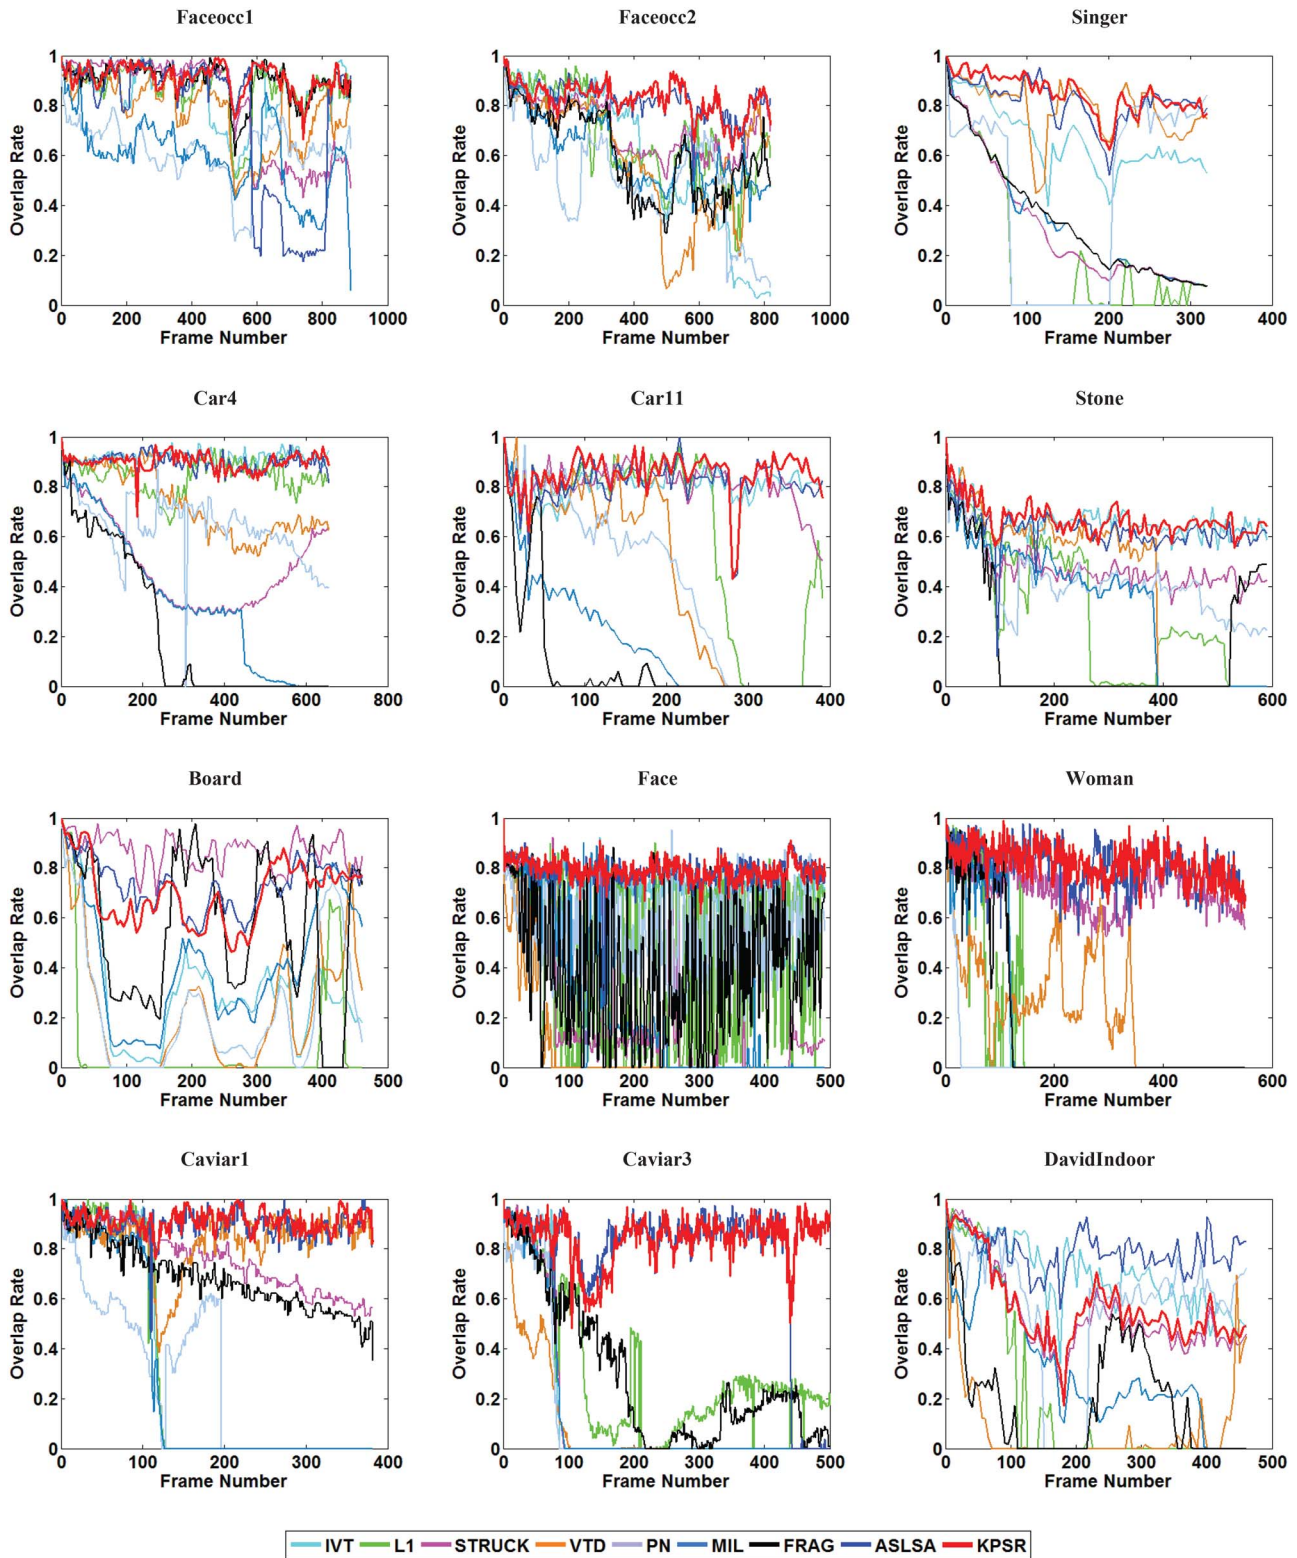 Faceocc1
Faceocc2
Singer
1
0.8
0.6
0.4
0.2
0
Overlap Rate
0 200 400 600 800 1000
Frame Number
1
0.8
0.6
0.4
0.2
0
Overlap Rate
0 200 400 600 800 1000
Frame Number
1
0.8
0.6
0.4
0.2
0
Overlap Rate
0 100 200 300 400
Frame Number
Car4
Car11
Stone
1
0.8
0.6
0.4
0.2
0
Overlap Rate
0 200 400 600 800
Frame Number
1
0.8
0.6
0.4
0.2
0
Overlap Rate
0 100 200 300 400
Frame Number
1
0.8
0.6
0.4
0.2
0
Overlap Rate
0 200 400 600
Frame Number
Board
Face
Woman
1
0.8
0.6
0.4
0.2
0
Overlap Rate
0 100 200 300 400 500
Frame Number
1
0.8
0.6
0.4
0.2
0
Overlap Rate
0 100 200 300 400 500
Frame Number
1
0.8
0.6
0.4
0.2
0
Overlap Rate
0 200 400 600
Frame Number
Caviar1
Caviar3
DavidIndoor
1
0.8
0.6
0.4
0.2
0
Overlap Rate
0 100 200 300 400
Frame Number
1
0.8
0.6
0.4
0.2
0
Overlap Rate
0 100 200 300 400 500
Frame Number
1
0.8
0.6
0.4
0.2
0
Overlap Rate
0 100 200 300 400 500
Frame Number
IVT L1 STRUCK VTD PN MIL FRAG ASLSA KPSR